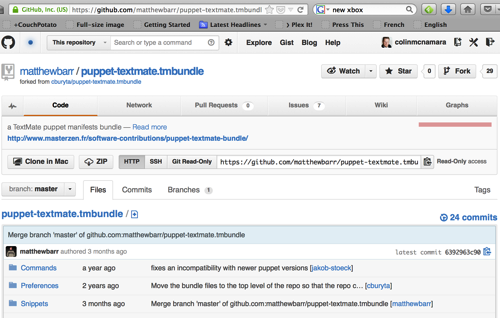 GitHub, Inc. (US) https://github.com/matthewbarr/puppet-textmate.tmbundl new xbox
+CouchPotato Full-size image Getting Started Latest Headlines > Plex It! Press This French English
This repository Search or type a command Explore Gist Blog Help colinmcnamara
matthewbarr / puppet-textmate.tmbundle Watch Star 0 Fork 29
forked from cburyta/puppet-textmate.tmbundle
Code Network Pull Requests 0 Issues 7 Wiki Graphs
a TextMate puppet manifests bundle — Read more
http://www.masterzen.fr/software-contributions/puppet-textmate-bundle/
Clone in Mac ZIP HTTP SSH Git Read-Only https://github.com/matthewbarr/puppet-textmate.tmbu Read-Only access
branch: master Files Commits Branches 1 Tags
puppet-textmate.tmbundle / 24 commits
Merge branch 'master' of github.com:matthewbarr/puppet-textmate.tmbundle
matthewbarr authored 3 months ago latest commit 6392963c90
Commands a year ago fixes an incompatibility with newer puppet versions [jakob-stoeck]
Preferences 2 years ago Move the bundle files to the top level of the repo so that the repo c… [cburyta]
Snippets 3 months ago Merge branch 'master' of github.com:matthewbarr/puppet-textmate.tmbundle [matthewbarr]